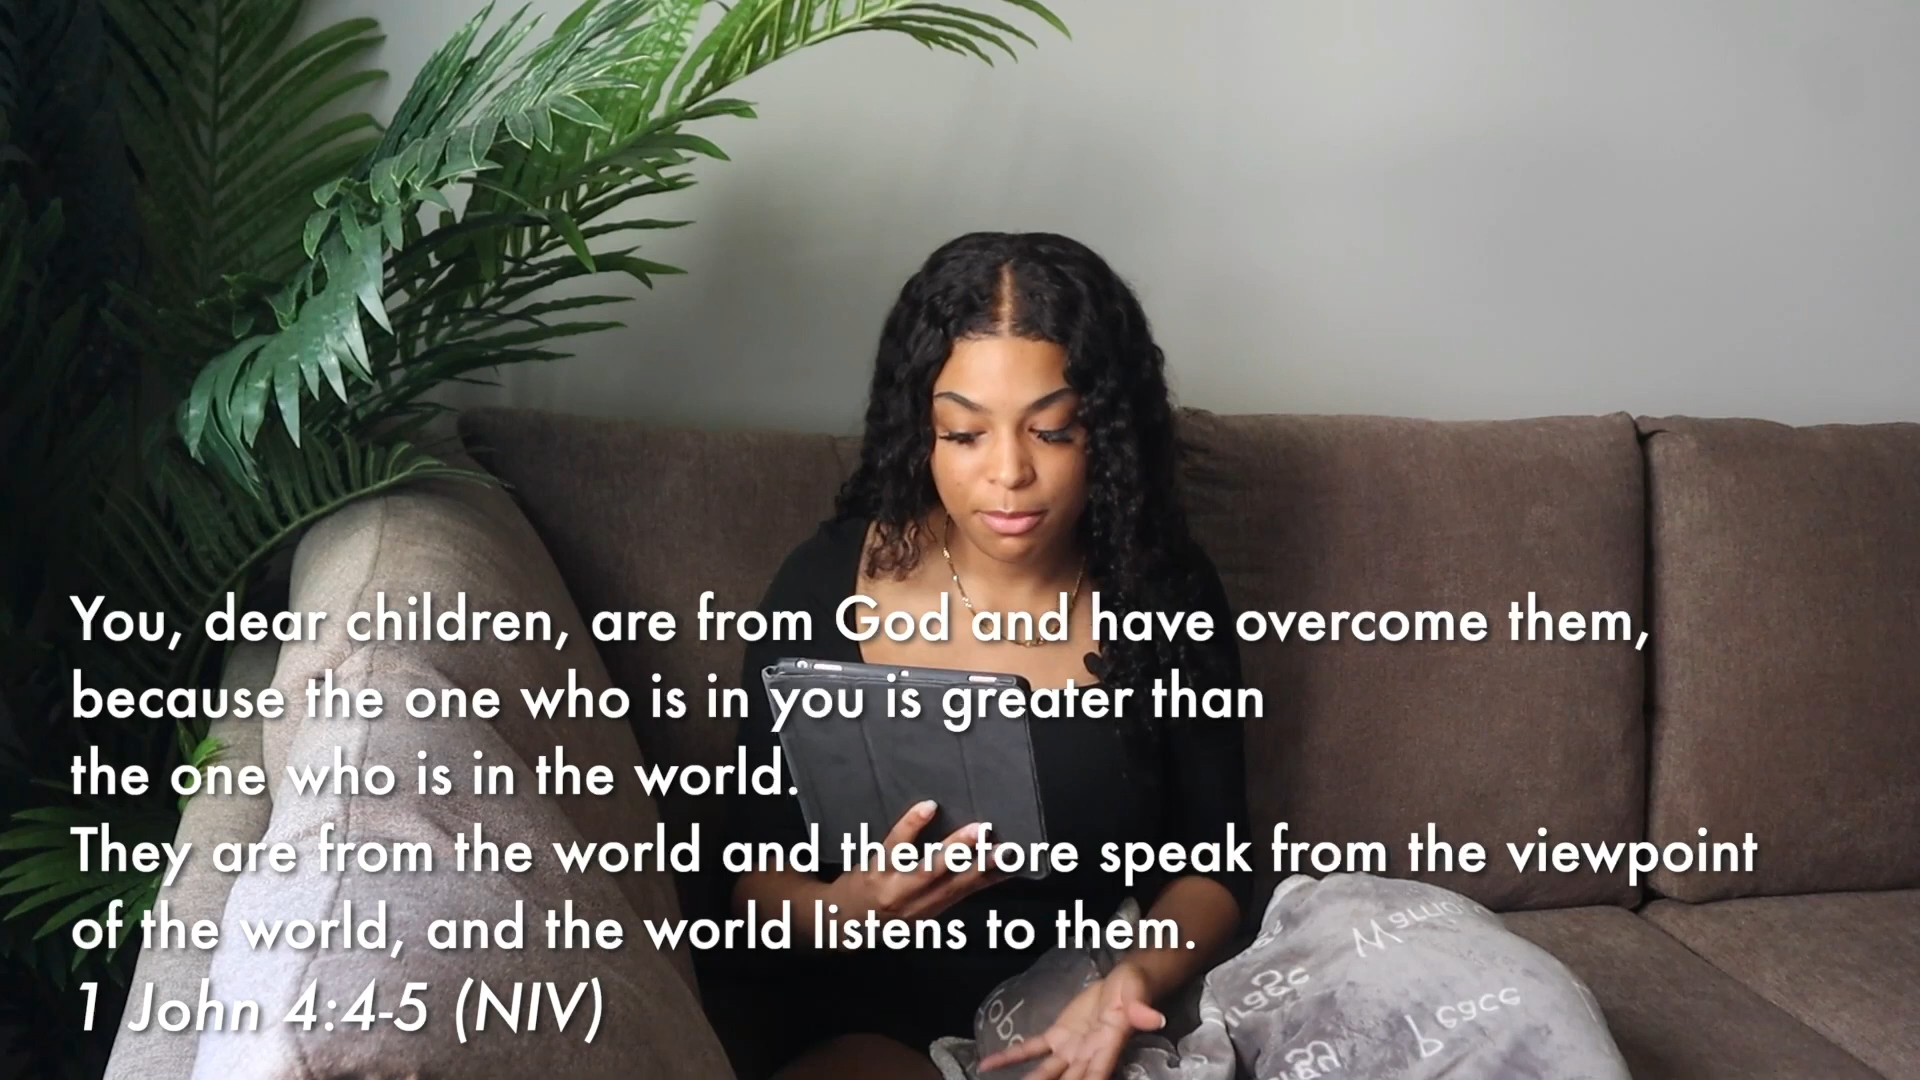 You, dear children, are from God and have overcome them,
because the one who is in you is greater than
the one who is in the world.
They are from the world and therefore speak from the viewpoint
of the world, and the world listens to them.
1 John 4:4-5 (NIV)
Warrior
Peace